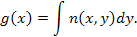 g(x) = ∫ n(x, y)dy.